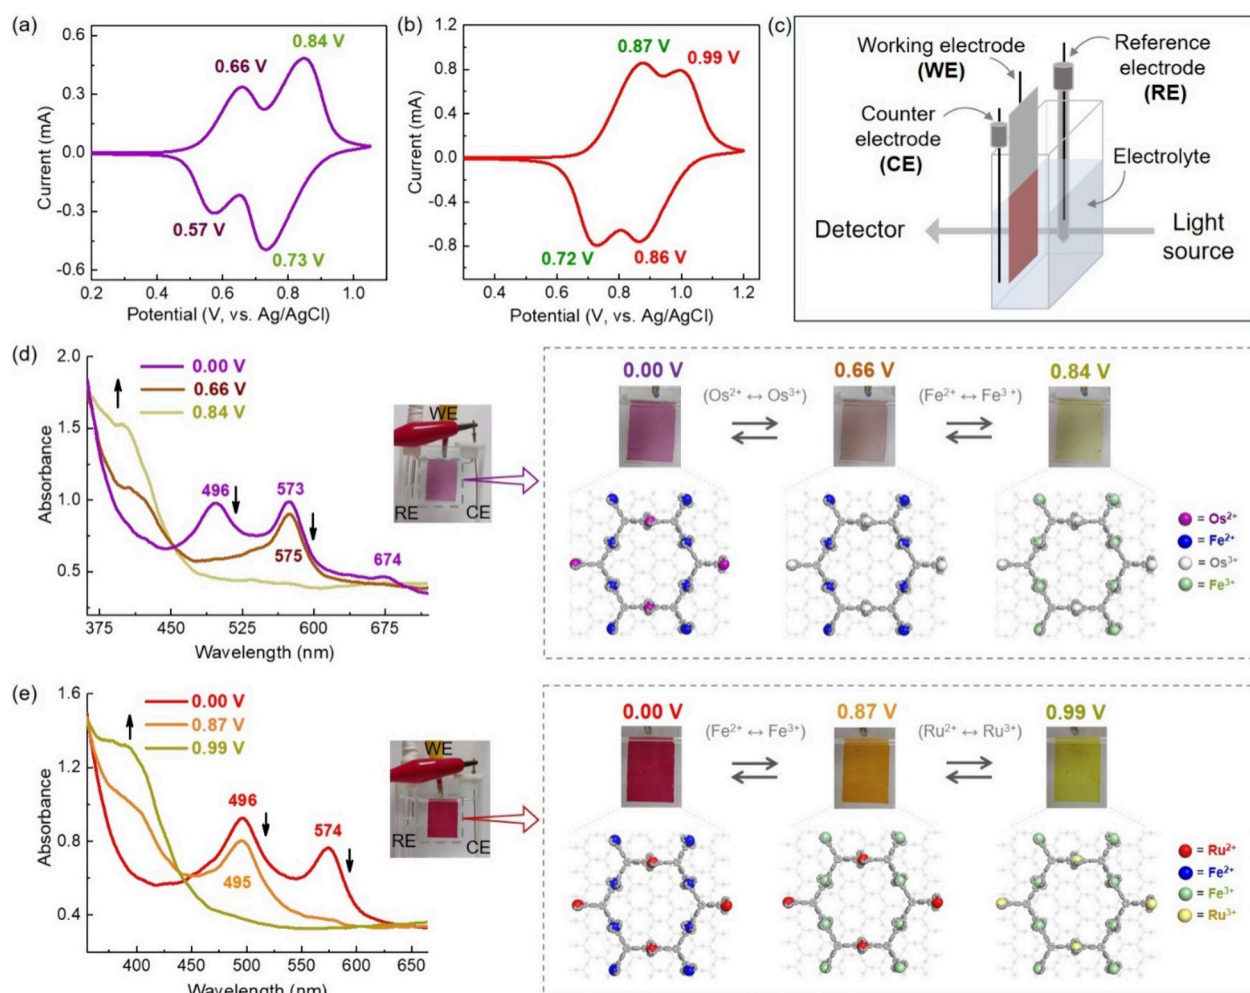 (a)
0.6
0.3
0.0
-0.3
-0.6
Current (mA)
0.66 V
0.84 V
0.57 V
0.73 V
0.2
0.4
0.6
0.8
1.0
Potential (V, vs. Ag/AgCl)
(b)
1.2
0.8
0.4
0.0
-0.4
-0.8
Current (mA)
0.87 V
0.99 V
0.72 V
0.86 V
0.4
0.6
0.8
1.0
1.2
Potential (V, vs. Ag/AgCl)
(c)
Working electrode
(WE)
Reference
electrode
(RE)
Counter
electrode
(CE)
Electrolyte
Detector
Light
source
(d)
2.0
1.5
1.0
0.5
Absorbance
0.00 V
0.66 V
0.84 V
496
573
575
674
375
450
525
600
675
Wavelength (nm)
WE
RE
CE
0.00 V
0.66 V
0.84 V
(Os²⁺ ↔ Os³⁺)
(Fe²⁺ ↔ Fe³⁺)
= Os²⁺
= Fe²⁺
= Os³⁺
= Fe³⁺
(e)
1.6
1.2
0.8
0.4
Absorbance
0.00 V
0.87 V
0.99 V
496
574
495
400
450
500
550
600
650
Wavelength (nm)
WE
RE
CE
0.00 V
0.87 V
0.99 V
(Fe²⁺ ↔ Fe³⁺)
(Ru²⁺ ↔ Ru³⁺)
= Ru²⁺
= Fe²⁺
= Fe³⁺
= Ru³⁺